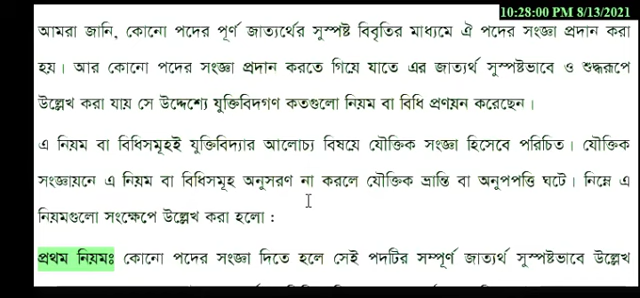 10:28:00 PM 8/13/2021
আমরা জানি, কোনো পদের পূর্ণ জাত্যর্থের সুস্পষ্ট বিবৃতির মাধ্যমে ঐ পদের সংজ্ঞা প্রদান করা
হয়। আর কোনো পদের সংজ্ঞা প্রদান করতে গিয়ে যাতে এর জাত্যর্থ সুস্পষ্টভাবে ও শুদ্ধরূপে
উল্লেখ করা যায় সে উদ্দেশ্যে যুক্তিবিদগণ কতগুলো নিয়ম বা বিধি প্রণয়ন করেছেন।
এ নিয়ম বা বিধিসমূহই যুক্তিবিদ্যার আলোচ্য বিষয়ে যৌক্তিক সংজ্ঞা হিসেবে পরিচিত। যৌক্তিক
সংজ্ঞায়নে এ নিয়ম বা বিধিসমূহ অনুসরণ না করলে যৌক্তিক ভ্রান্তি বা অনুপপত্তি ঘটে। নিম্নে এ
নিয়মগুলো সংক্ষেপে উল্লেখ করা হলো :
প্রথম নিয়মঃ কোনো পদের সংজ্ঞা দিতে হলে সেই পদটির সম্পূর্ণ জাত্যর্থ সুস্পষ্টভাবে উল্লেখ